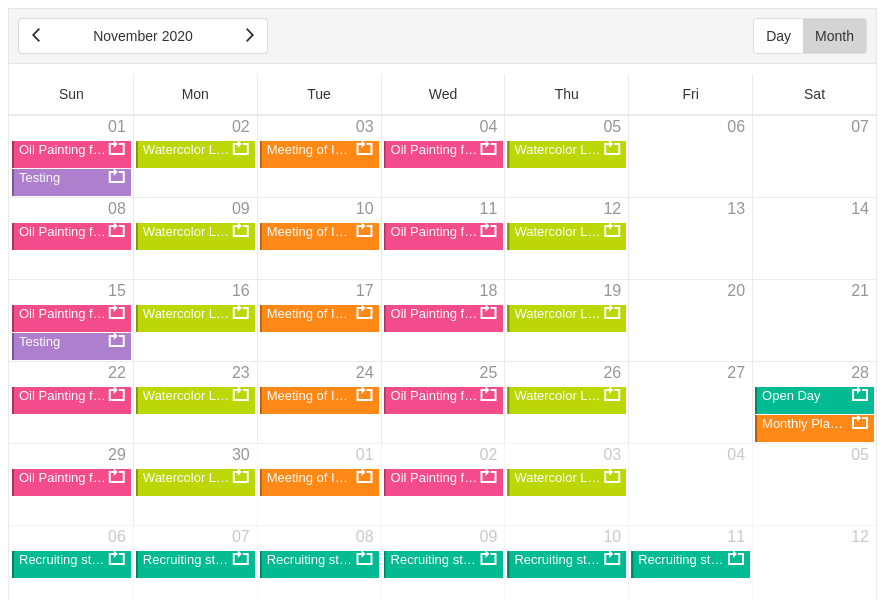 November 2020
Day Month
Sun Mon Tue Wed Thu Fri Sat
01 02 03 04 05 06 07
Oil Painting f… Watercolor L… Meeting of I… Oil Painting f… Watercolor L…
Testing
08 09 10 11 12 13 14
Oil Painting f… Watercolor L… Meeting of I… Oil Painting f… Watercolor L…
15 16 17 18 19 20 21
Oil Painting f… Watercolor L… Meeting of I… Oil Painting f… Watercolor L…
Testing
22 23 24 25 26 27 28
Oil Painting f… Watercolor L… Meeting of I… Oil Painting f… Watercolor L… Open Day
Monthly Pla…
29 30 01 02 03 04 05
Oil Painting f… Watercolor L… Meeting of I… Oil Painting f… Watercolor L…
06 07 08 09 10 11 12
Recruiting st… Recruiting st… Recruiting st… Recruiting st… Recruiting st… Recruiting st…